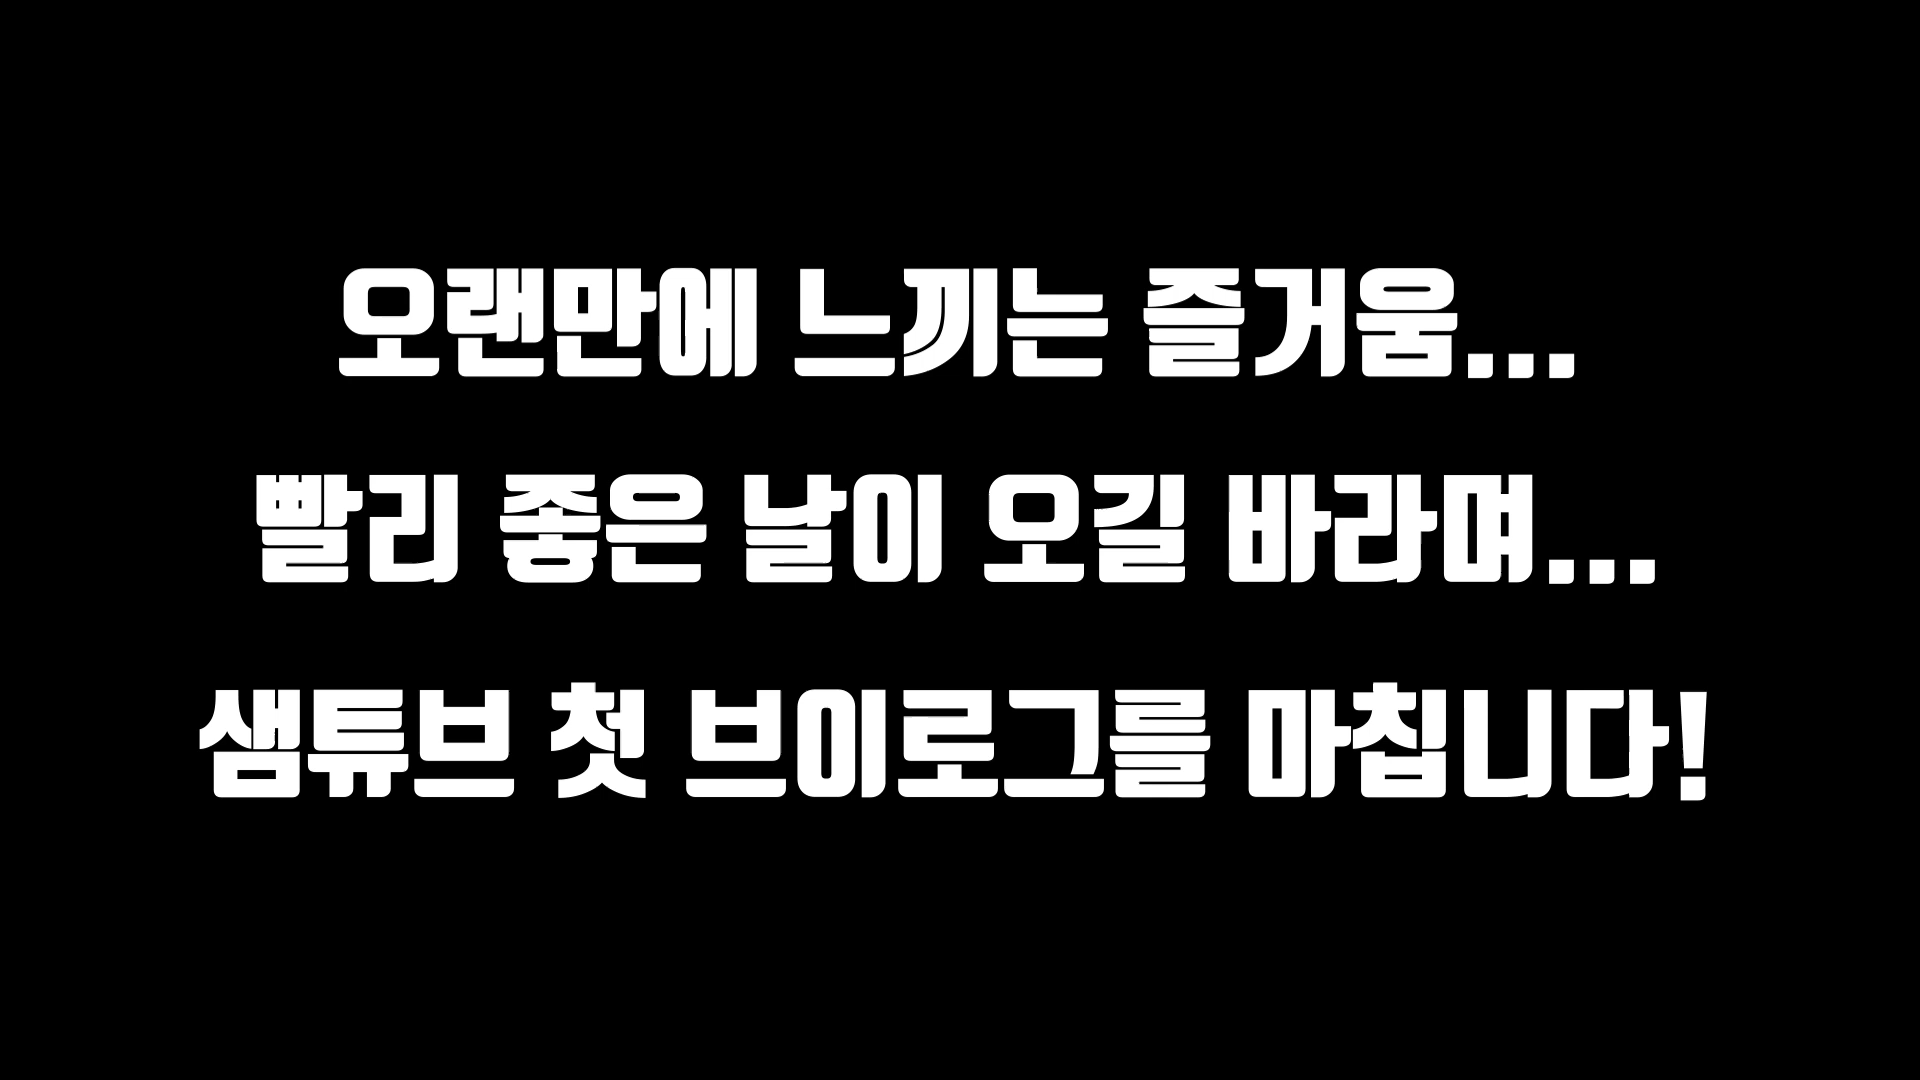 오랜만에 느끼는 즐거움...
빨리 좋은 날이 오길 바라며...
샘튜브 첫 브이로그를 마칩니다!